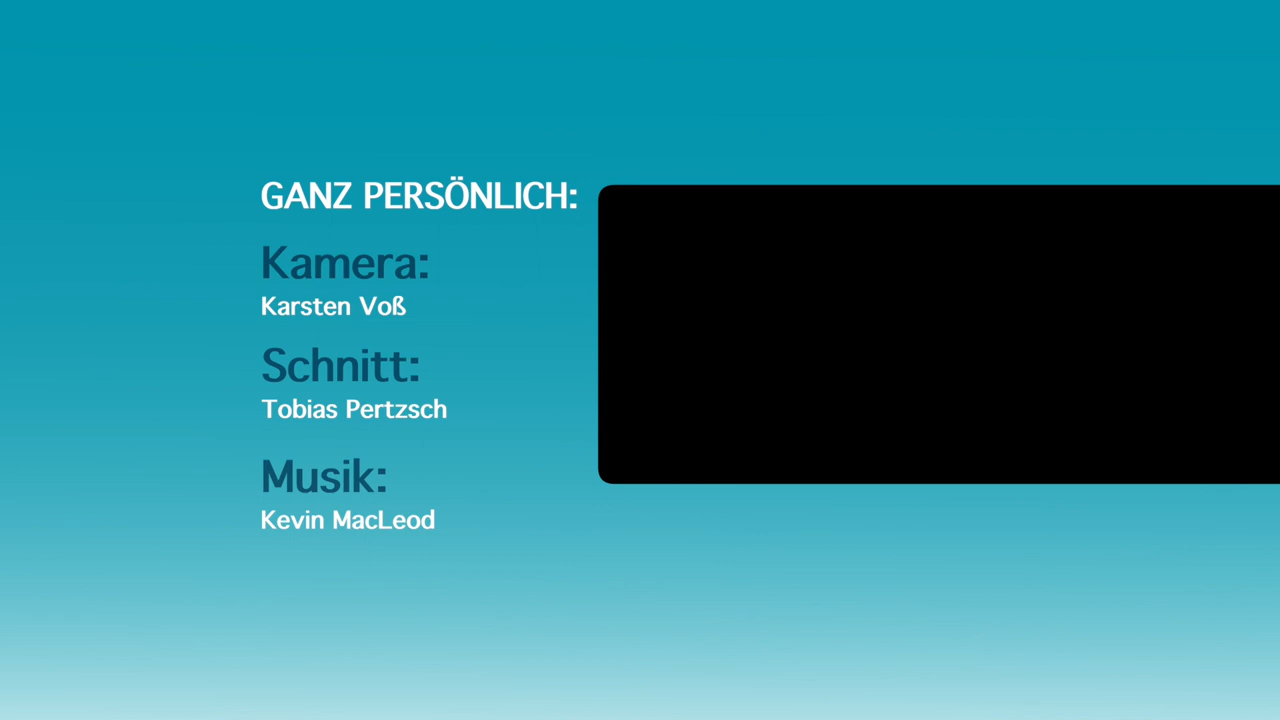 GANZ PERSÖNLICH:
Kamera:
Karsten Voß
Schnitt:
Tobias Pertzsch
Musik:
Kevin MacLeod